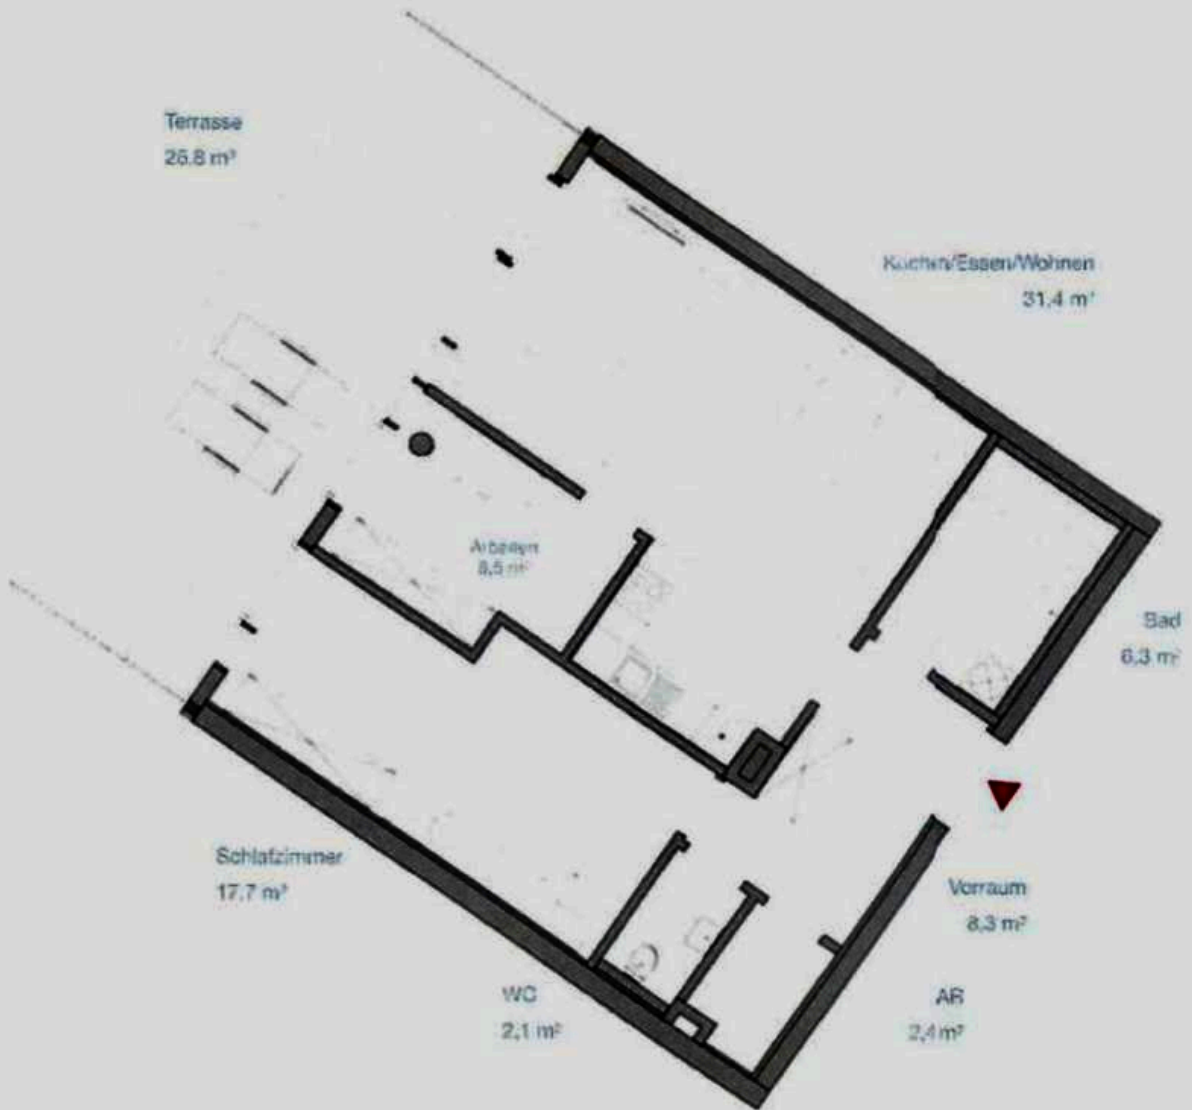 Terrasse
26.8 m²
Küchen/Essen/Wohnen
31,4 m²
Arbeiten
8,5 m²
Bad
6,3 m²
Schlafzimmer
17.7 m²
Vorraum
8,3 m²
WC
2,1 m²
AR
2,4 m²